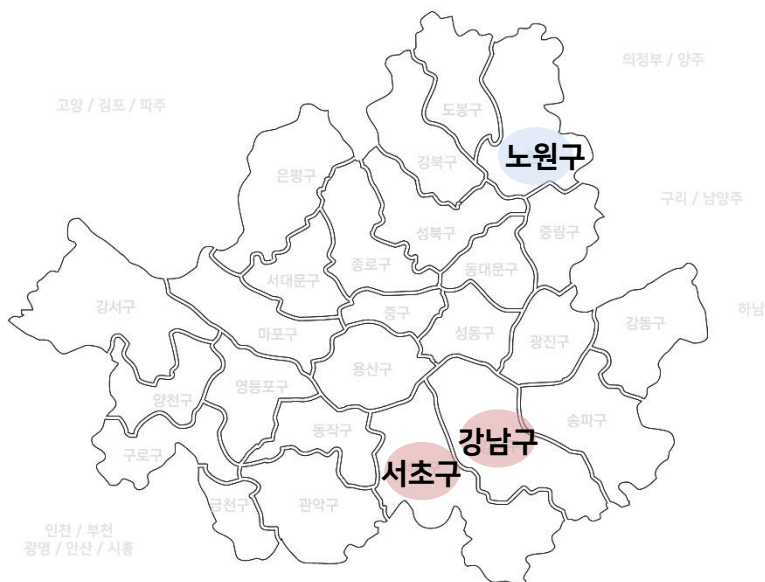 의정부 / 양주
고양 / 김포 / 파주
도봉구
노원구
강북구
은평구
구리 / 남양주
성북구
중랑구
종로구
동대문구
서대문구
강서구
중구
하남
강동구
마포구
성동구
광진구
용산구
영등포구
양천구
송파구
동작구
강남구
구로구
서초구
금천구
관악구
인천 / 부천
광명 / 안산 / 시흥